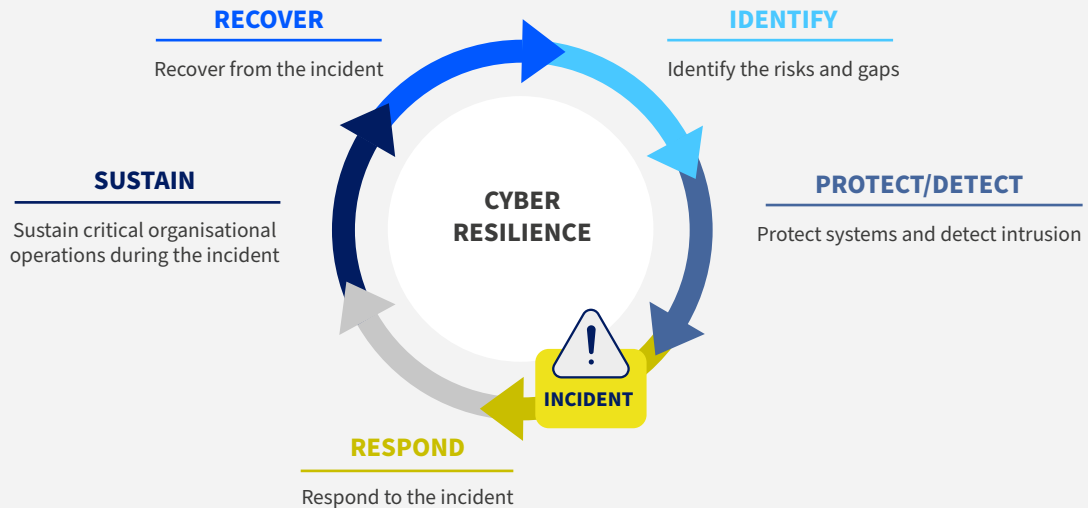 RECOVER
Recover from the incident
IDENTIFY
Identify the risks and gaps
SUSTAIN
Sustain critical organisational
operations during the incident
CYBER
RESILIENCE
PROTECT/DETECT
Protect systems and detect intrusion
!
INCIDENT
RESPOND
Respond to the incident